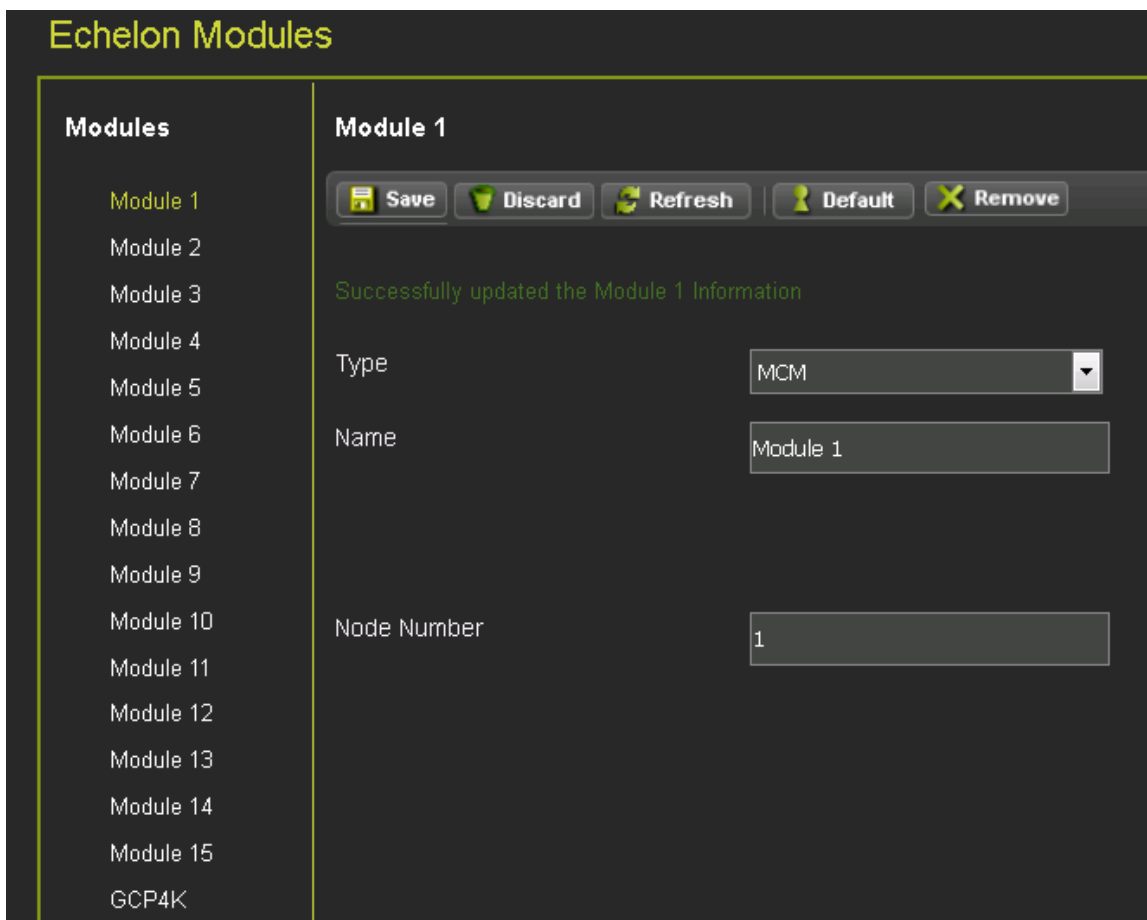 Echelon Modules
Modules
Module 1
Module 2
Module 3
Module 4
Module 5
Module 6
Module 7
Module 8
Module 9
Module 10
Module 11
Module 12
Module 13
Module 14
Module 15
GCP4K
Module 1
Save Discard Refresh Default Remove
Successfully updated the Module 1 Information
Type MCM
Name Module 1
Node Number 1